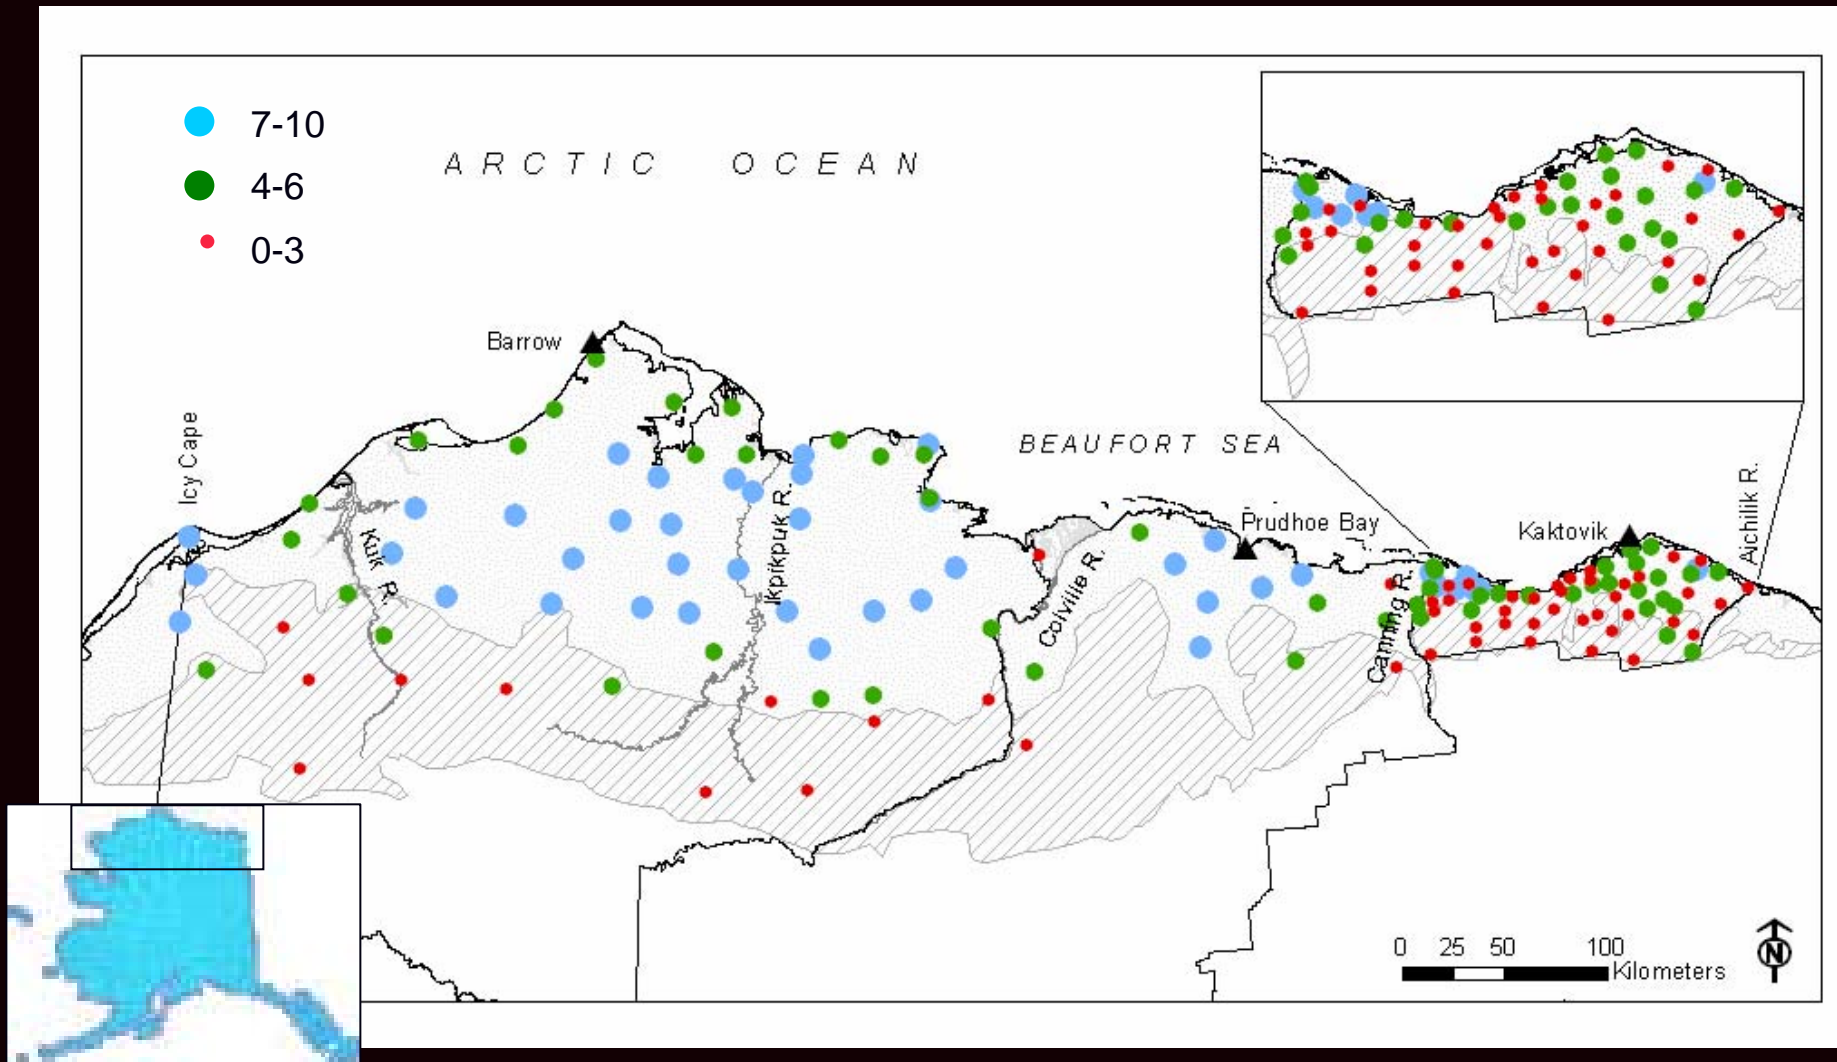 7-10
4-6
0-3
ARCTIC OCEAN
Barrow
Icy Cape
BEAUFORT SEA
Kuk R.
Ikpikpuk R.
Colville R.
Prudhoe Bay
Canning R.
Kaktovik
Aichilik R.
0 25 50 100
Kilometers
N